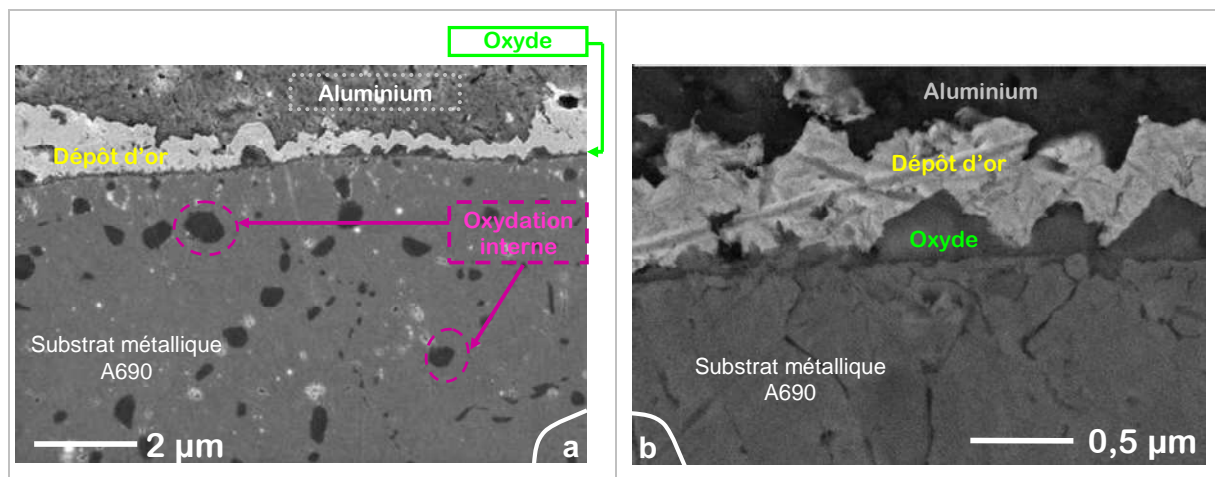 Oxyde
Aluminium
Dépôt d'or
Oxydation
interne
Substrat métallique
A690
2 µm
a
Aluminium
Dépôt d'or
Oxyde
Substrat métallique
A690
b
0,5 µm